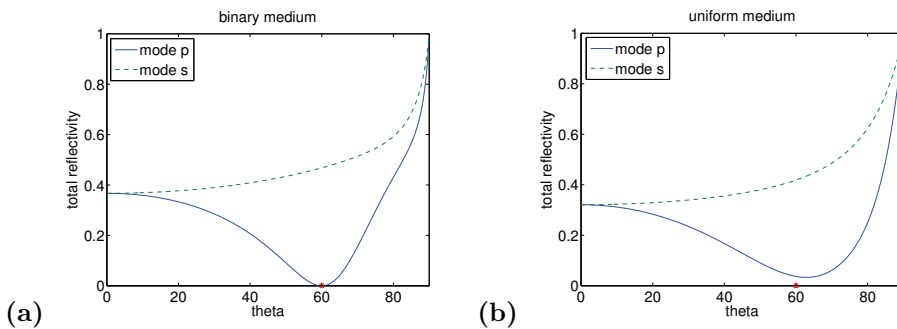 binary medium
1
0.8
0.6
0.4
0.2
0
0 20 40 60 80
total reflectivity
theta
mode p
mode s
(a)
uniform medium
1
0.8
0.6
0.4
0.2
0
0 20 40 60 80
total reflectivity
theta
mode p
mode s
(b)